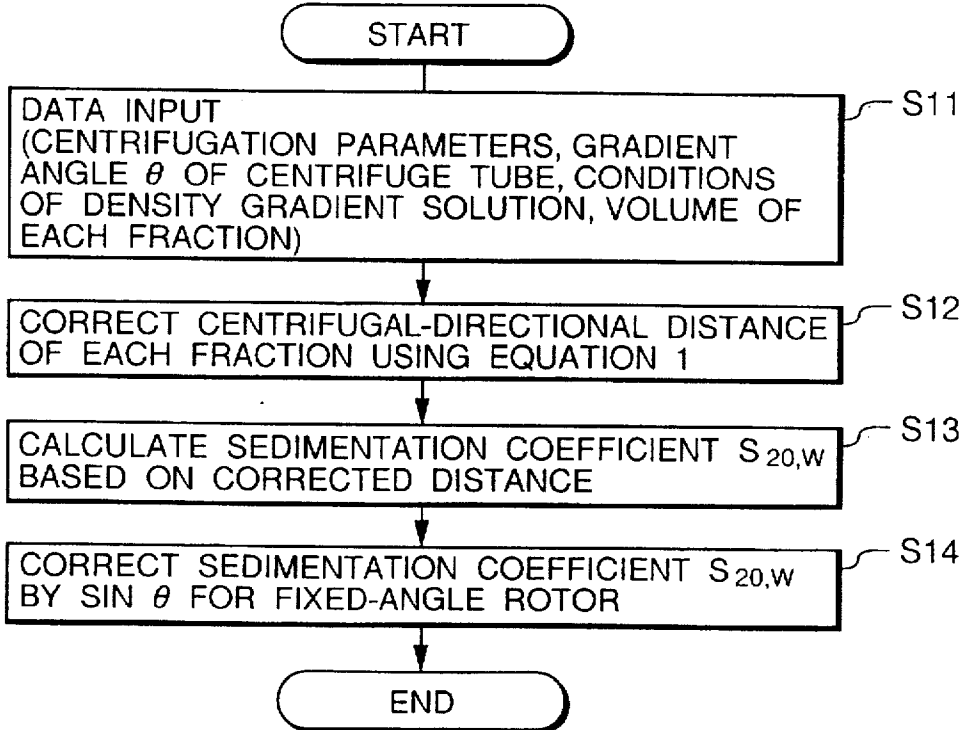 START
DATA INPUT
(CENTRIFUGATION PARAMETERS, GRADIENT
ANGLE θ OF CENTRIFUGE TUBE, CONDITIONS
OF DENSITY GRADIENT SOLUTION, VOLUME OF
EACH FRACTION)
S11
CORRECT CENTRIFUGAL-DIRECTIONAL DISTANCE
OF EACH FRACTION USING EQUATION 1
S12
CALCULATE SEDIMENTATION COEFFICIENT S20,W
BASED ON CORRECTED DISTANCE
S13
CORRECT SEDIMENTATION COEFFICIENT S20,W
BY SIN θ FOR FIXED-ANGLE ROTOR
S14
END